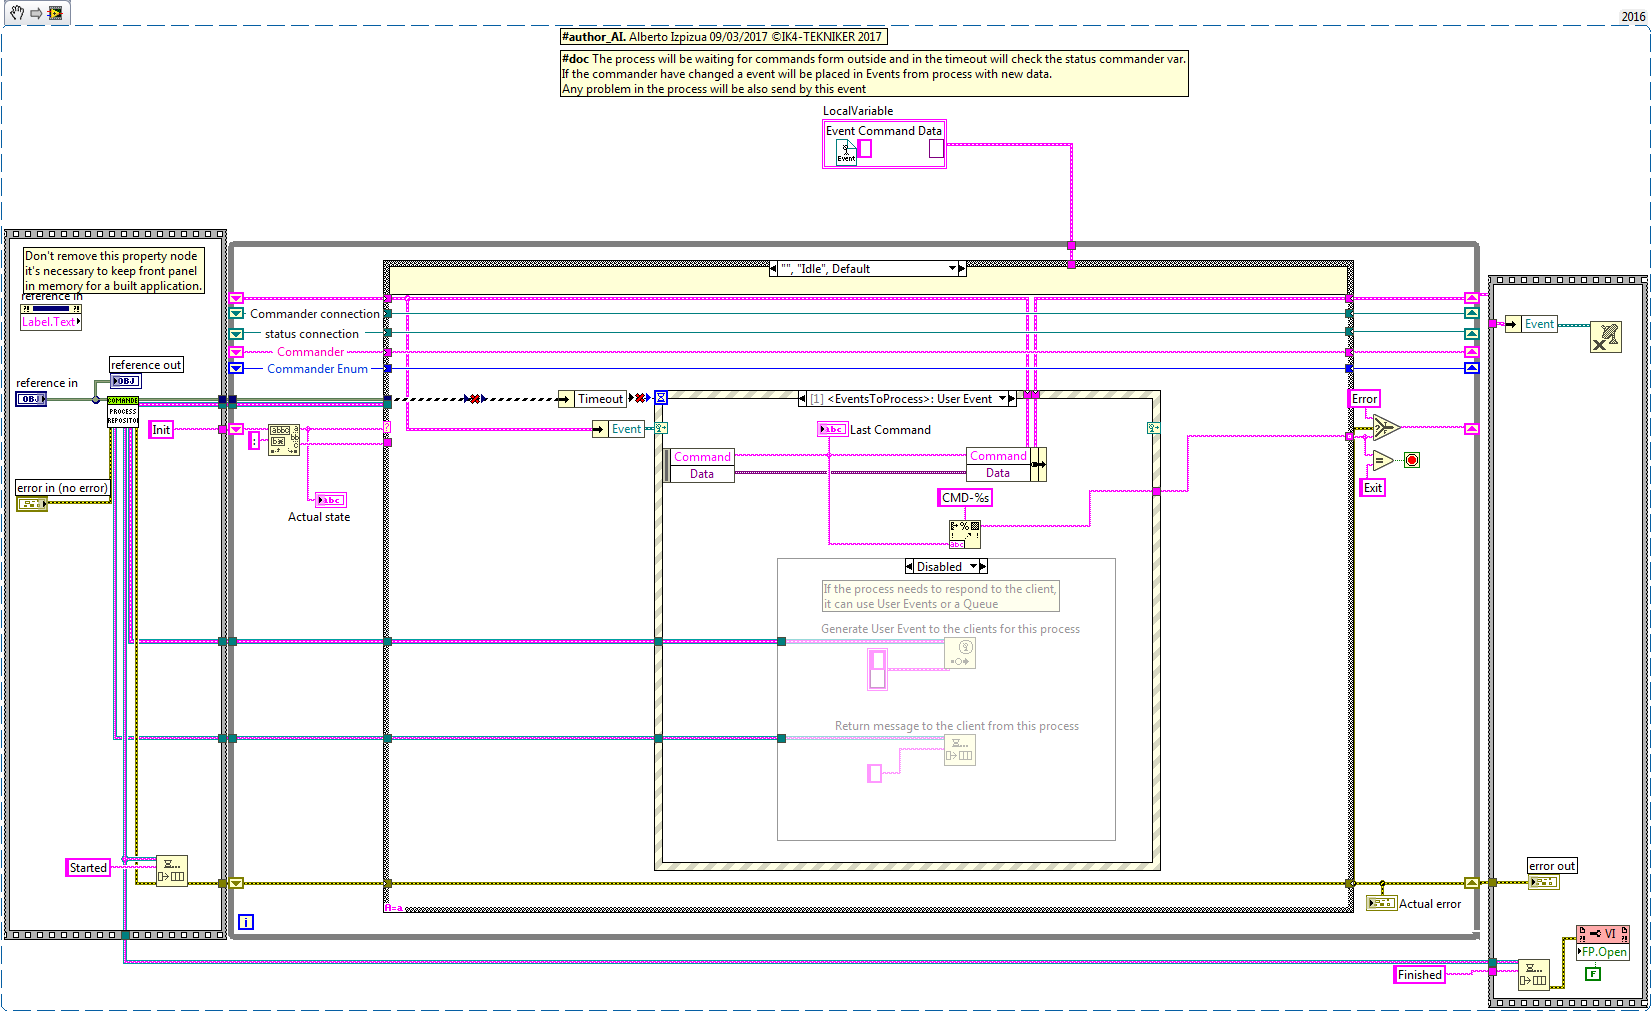 2016
#author_AI. Alberto Izpizua 09/03/2017 ©IK4-TEKNIKER 2017
#doc The process will be waiting for commands form outside and in the timeout will check the status commander var.
If the commander have changed a event will be placed in Events from process with new data.
Any problem in the process will be also send by this event
LocalVariable
Event Command Data
Event
Don't remove this property node
it's necessary to keep front panel
in memory for a built application.
reference in
Label.Text
"", "Idle", Default
Commander connection
status connection
Commander
Commander Enum
Event
reference out
OBJ
reference in
OBJ
COMANDE
PROCESS
REPOSITO
Timeout
[1] <EventsToProcess>: User Event
Error
Init
Event
abc Last Command
Command
Data
Command
Data
Exit
error in (no error)
abc
Actual state
CMD-%s
abc
Disabled
If the process needs to respond to the client,
it can use User Events or a Queue
Generate User Event to the clients for this process
Return message to the client from this process
Started
A=a
i
Actual error
error out
VI
FP.Open
F
Finished